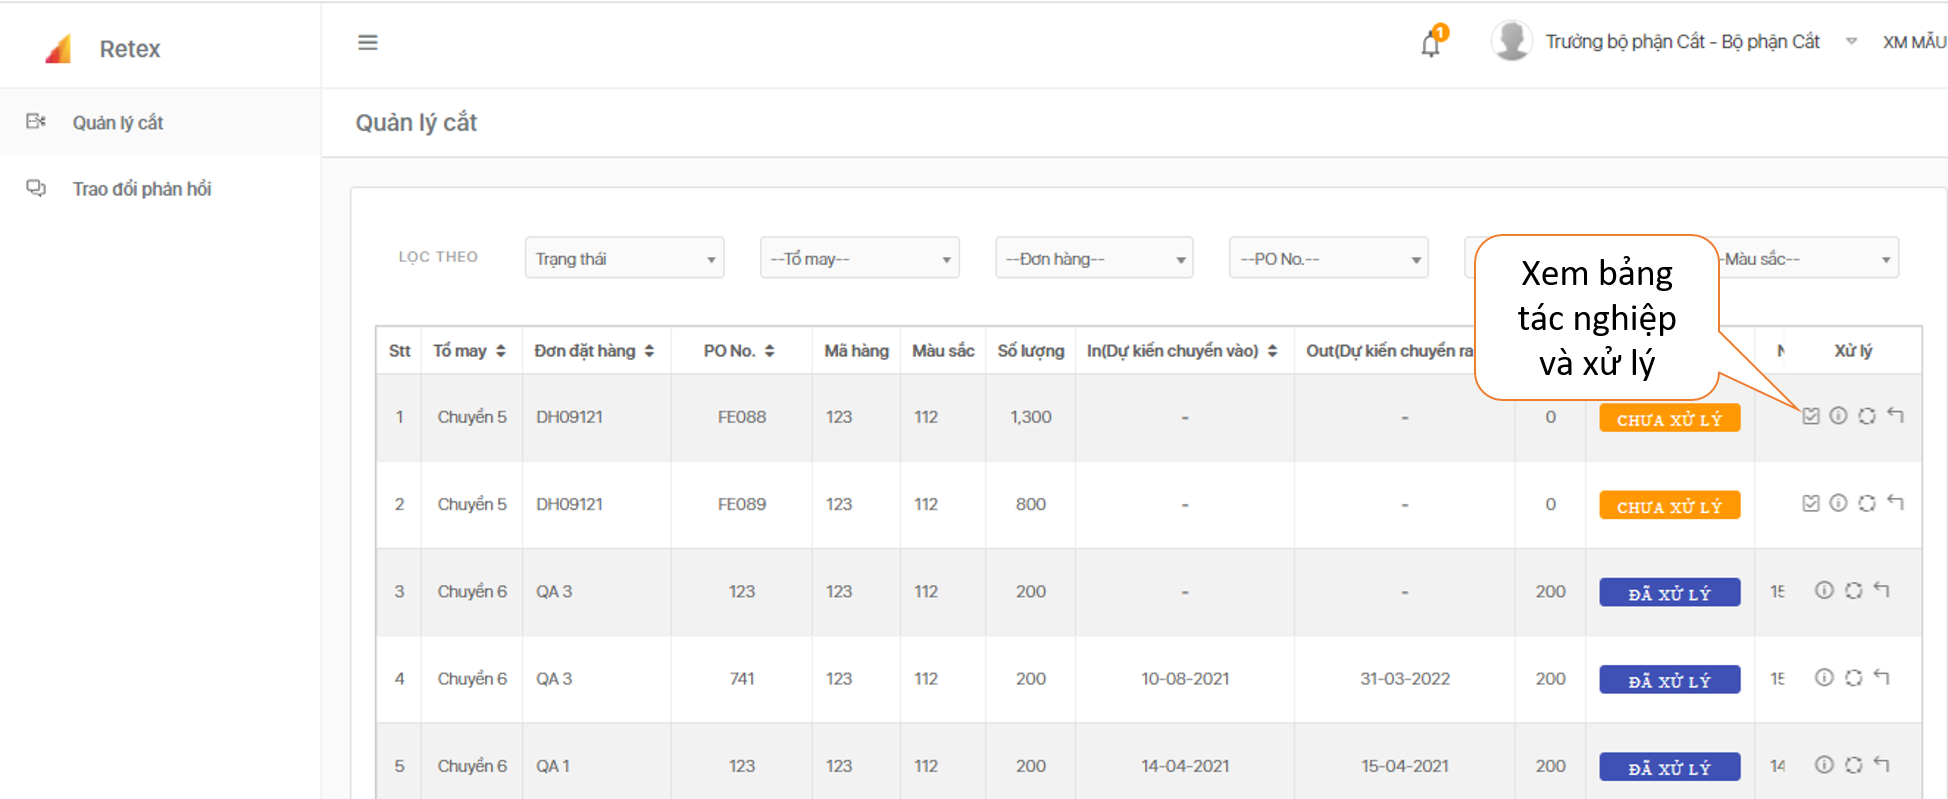 Retex
1
Trưởng bộ phận Cắt - Bộ phận Cắt
XM MẪU
Quản lý cắt
Trao đổi phản hồi
Quản lý cắt
LỌC THEO
Trạng thái
--Tổ may--
--Đơn hàng--
--PO No.--
-Màu sắc--
Xem bảng
tác nghiệp
và xử lý
Stt Tổ may Đơn đặt hàng PO No. Mã hàng Màu sắc Số lượng In(Dự kiến chuyển vào) Out(Dự kiến chuyển ra Xử lý
1 Chuyền 5 DH09121 FE088 123 112 1,300 - - 0 CHƯA XỬ LÝ
2 Chuyền 5 DH09121 FE089 123 112 800 - - 0 CHƯA XỬ LÝ
3 Chuyền 6 QA 3 123 123 112 200 - - 200 ĐÃ XỬ LÝ 15
4 Chuyền 6 QA 3 741 123 112 200 10-08-2021 31-03-2022 200 ĐÃ XỬ LÝ 15
5 Chuyền 6 QA 1 123 123 112 200 14-04-2021 15-04-2021 200 ĐÃ XỬ LÝ 14